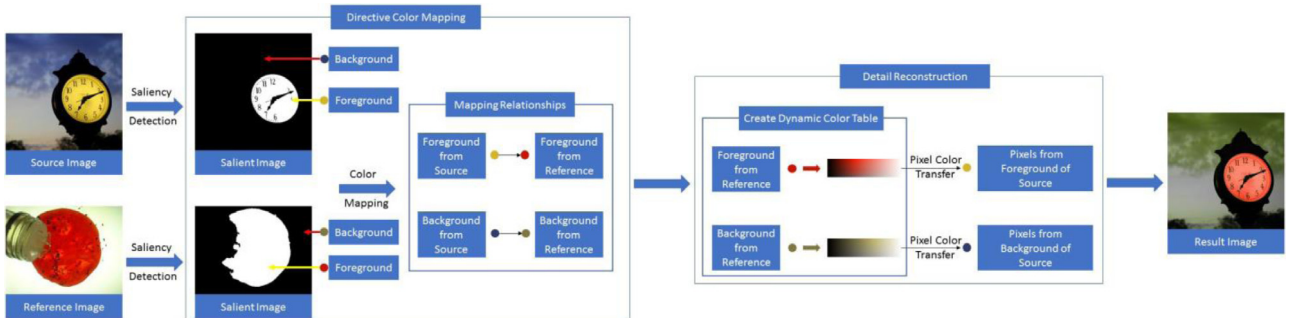 Directive Color Mapping
Source Image
Saliency
Detection
Salient Image
Background
Foreground
Reference Image
Saliency
Detection
Salient Image
Background
Foreground
Color
Mapping
Mapping Relationships
Foreground
from
Source
Foreground
from
Reference
Background
from
Source
Background
from
Reference
Detail Reconstruction
Create Dynamic Color Table
Foreground
from
Reference
Pixel Color
Transfer
Pixels from
Foreground of
Source
Background
from
Reference
Pixel Color
Transfer
Pixels from
Background of
Source
Result Image